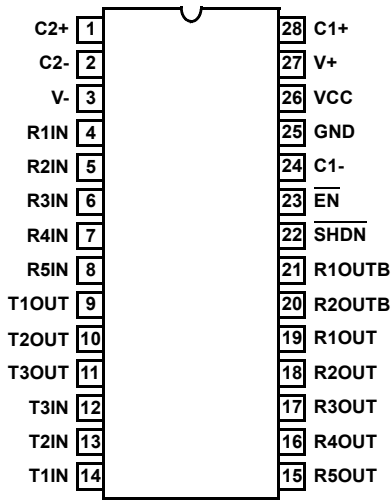 C2+ 1 28 C1+
C2- 2 27 V+
V- 3 26 VCC
R1IN 4 25 GND
R2IN 5 24 C1-
R3IN 6 23 E̅N̅
R4IN 7 22 S̅H̅D̅N̅
R5IN 8 21 R1OUTB
T1OUT 9 20 R2OUTB
T2OUT 10 19 R1OUT
T3OUT 11 18 R2OUT
T3IN 12 17 R3OUT
T2IN 13 16 R4OUT
T1IN 14 15 R5OUT